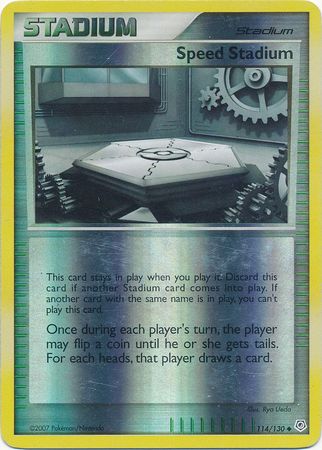 STADIUM
Stadium
Speed Stadium
This card stays in play when you play it. Discard this
card if another Stadium card comes into play. If
another card with the same name is in play, you can't
play this card.
Once during each player's turn, the player
may flip a coin until he or she gets tails.
For each heads, that player draws a card.
Illus. Ryo Ueda
©2007 Pokémon/Nintendo
114/130